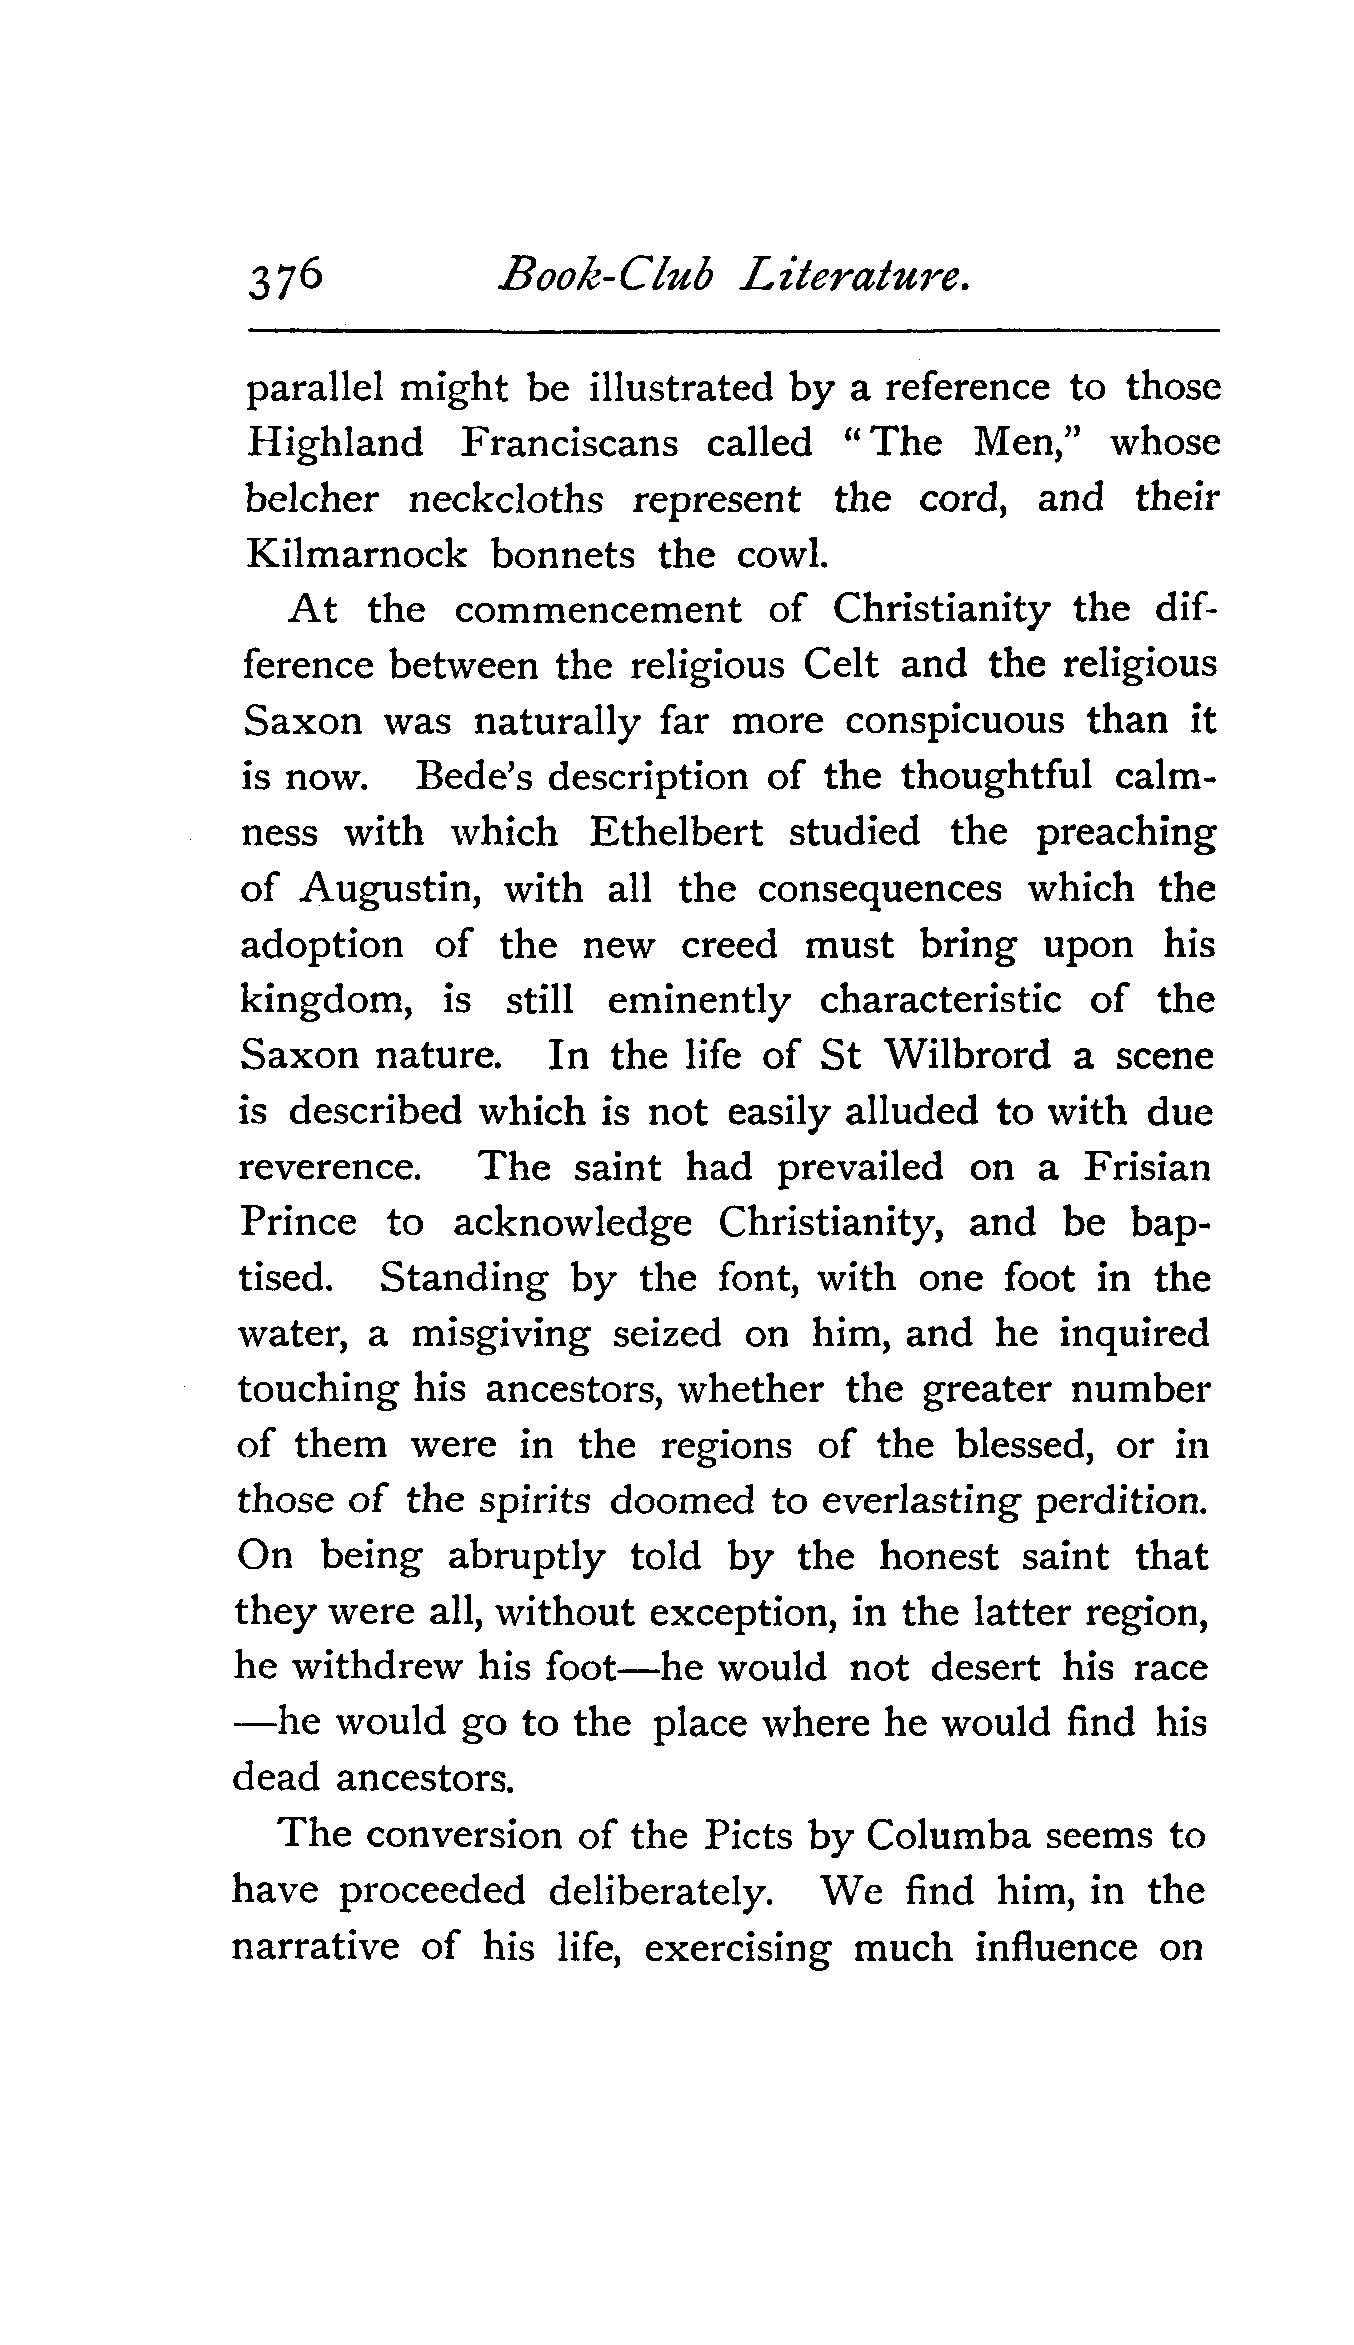 376 Book-Club Literature.
parallel might be illustrated by a reference to those
Highland Franciscans called “The Men,” whose
belcher neckcloths represent the cord, and their
Kilmarnock bonnets the cowl.
At the commencement of Christianity the dif-
ference between the religious Celt and the religious
Saxon was naturally far more conspicuous than it
is now. Bede’s description of the thoughtful calm-
ness with which Ethelbert studied the preaching
of Augustin, with all the consequences which the
adoption of the new creed must bring upon his
kingdom, is still eminently characteristic of the
Saxon nature. In the life of St Wilbrord a scene
is described which is not easily alluded to with due
reverence. The saint had prevailed on a Frisian
Prince to acknowledge Christianity, and be bap-
tised. Standing by the font, with one foot in the
water, a misgiving seized on him, and he inquired
touching his ancestors, whether the greater number
of them were in the regions of the blessed, or in
those of the spirits doomed to everlasting perdition.
On being abruptly told by the honest saint that
they were all, without exception, in the latter region,
he withdrew his foot—he would not desert his race
—he would go to the place where he would find his
dead ancestors.
The conversion of the Picts by Columba seems to
have proceeded deliberately. We find him, in the
narrative of his life, exercising much influence on